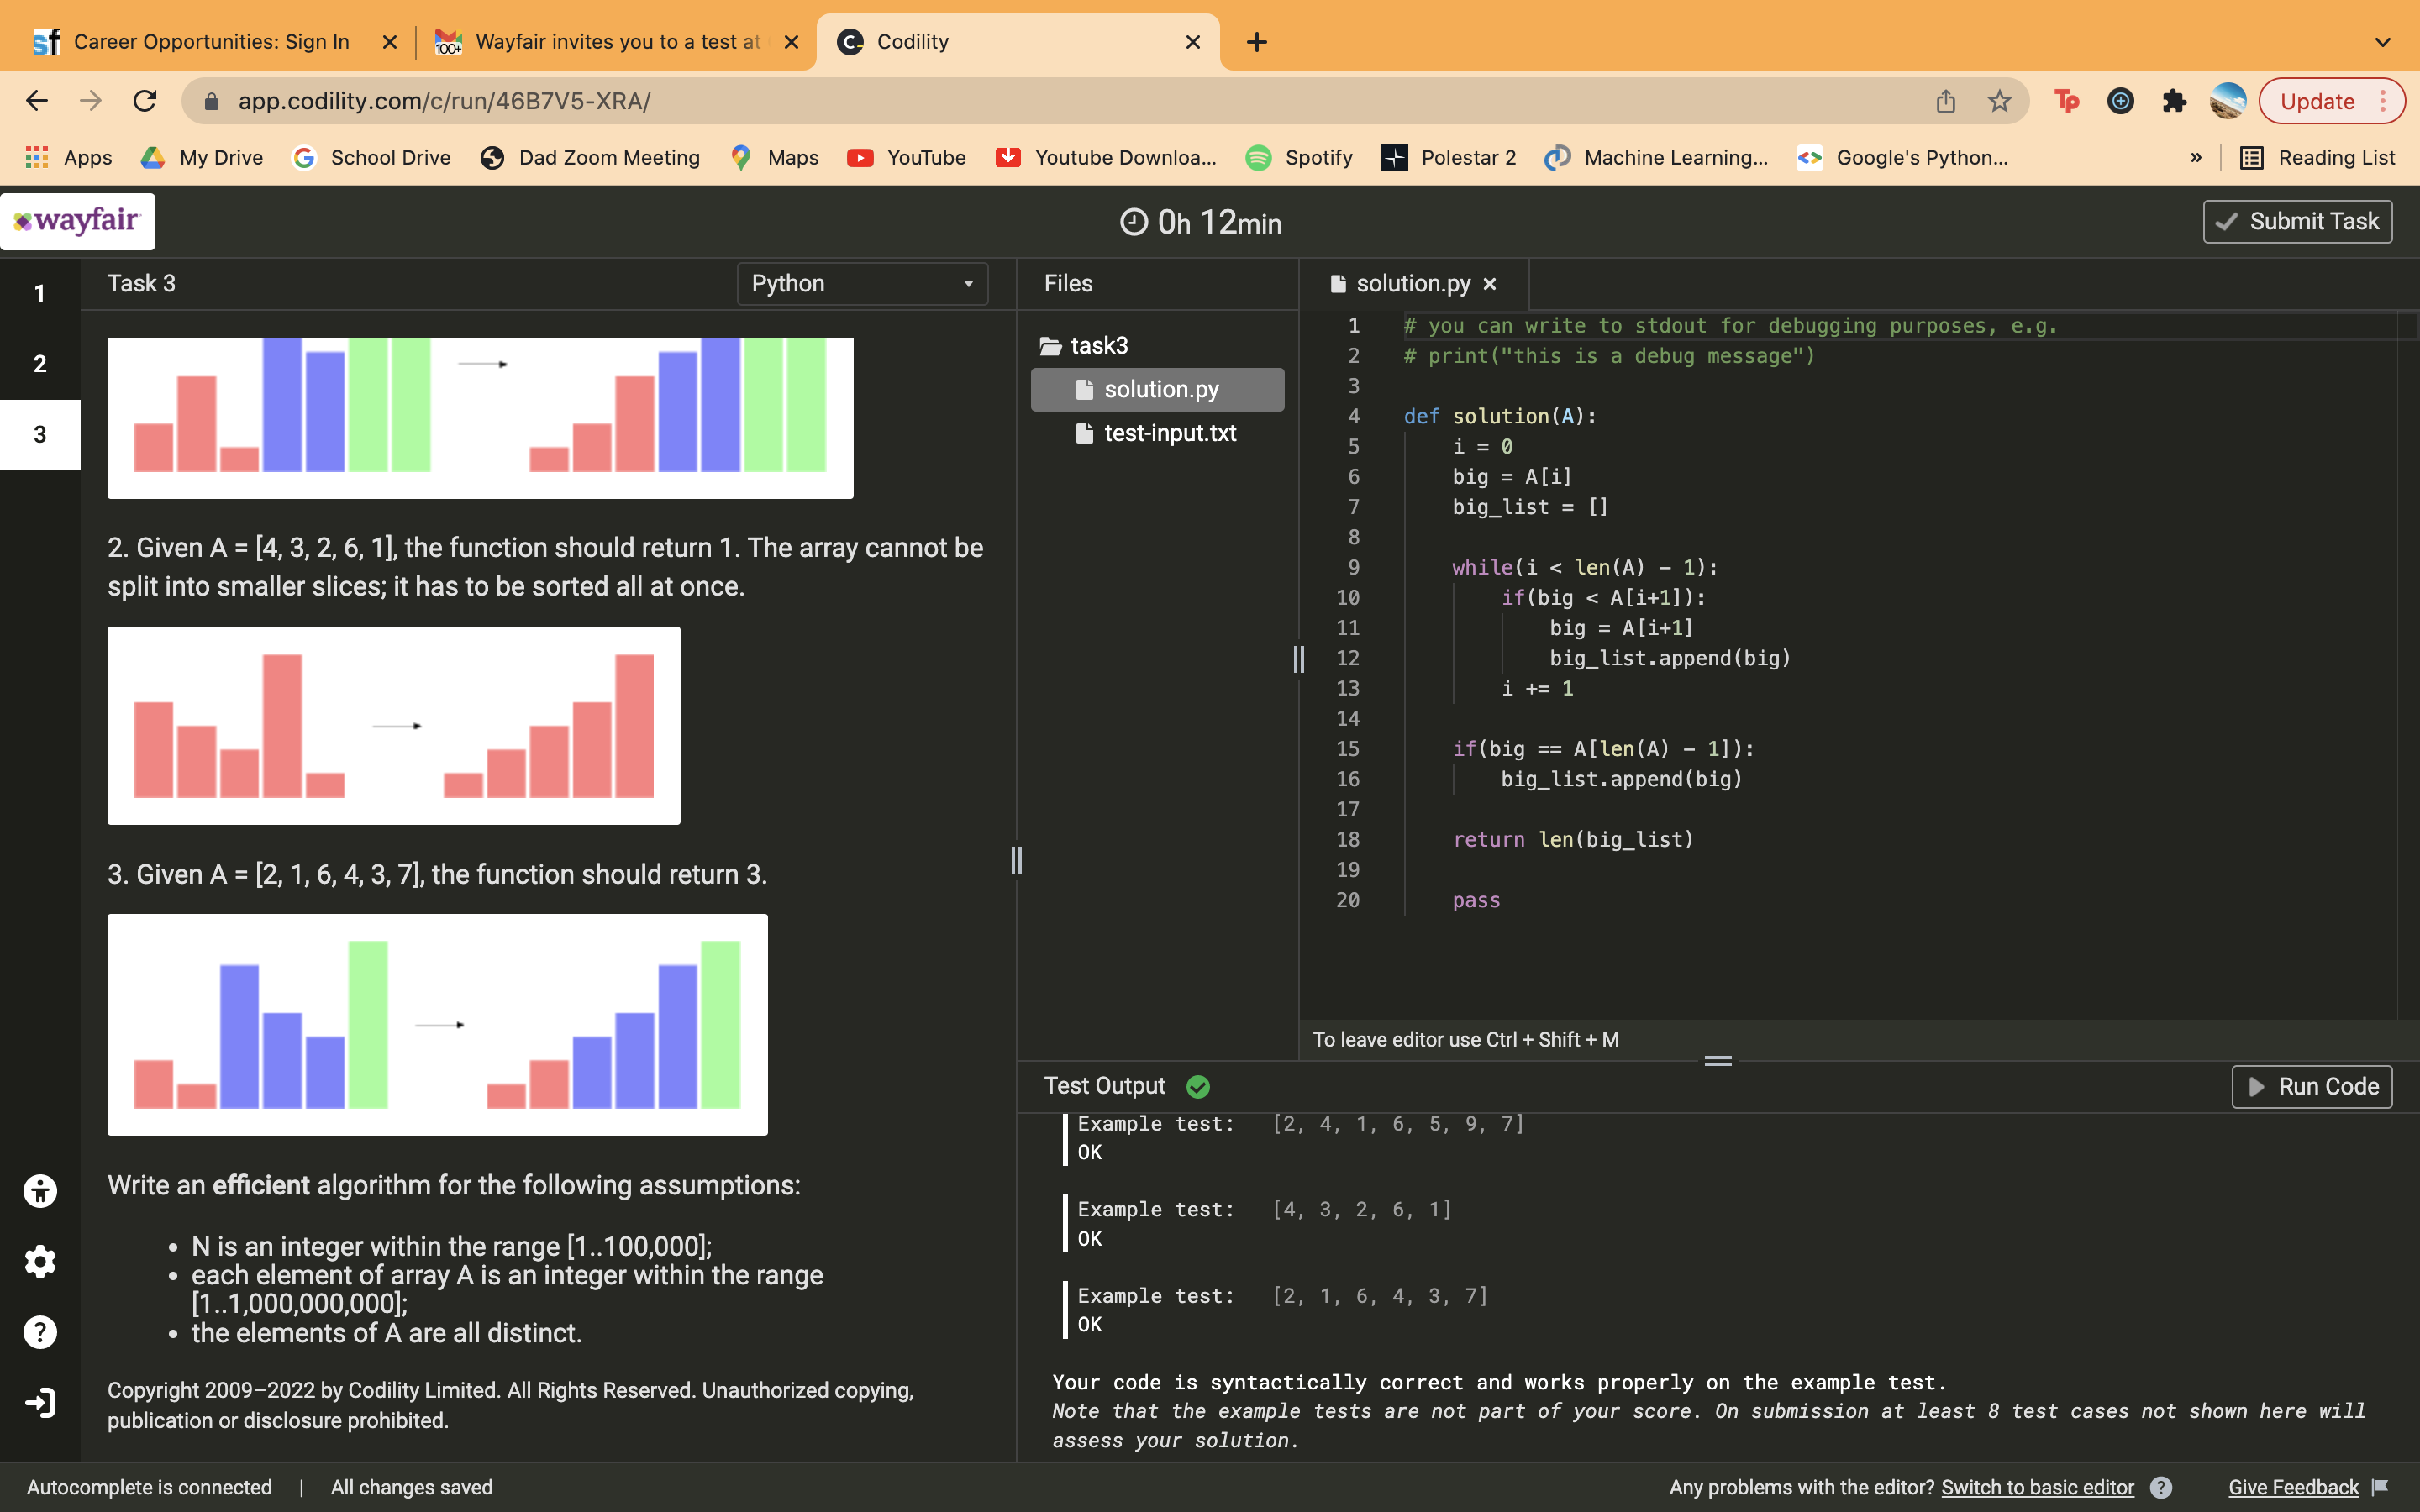 Career Opportunities: Sign In
Wayfair invites you to a test at
Codility
app.codility.com/c/run/46B7V5-XRA/
Update
Apps
My Drive
School Drive
Dad Zoom Meeting
Maps
YouTube
Youtube Downloa...
Spotify
Polestar 2
Machine Learning...
Google's Python...
»
Reading List
wayfair
0h 12min
Submit Task
1
2
3
Task 3
Python
2. Given A = [4, 3, 2, 6, 1], the function should return 1. The array cannot be
split into smaller slices; it has to be sorted all at once.
3. Given A = [2, 1, 6, 4, 3, 7], the function should return 3.
Write an efficient algorithm for the following assumptions:
• N is an integer within the range [1..100,000];
• each element of array A is an integer within the range
[1..1,000,000,000];
• the elements of A are all distinct.
Copyright 2009–2022 by Codility Limited. All Rights Reserved. Unauthorized copying,
publication or disclosure prohibited.
Files
task3
solution.py
test-input.txt
solution.py
1 # you can write to stdout for debugging purposes, e.g.
2 # print("this is a debug message")
3
4 def solution(A):
5 i = 0
6 big = A[i]
7 big_list = []
8
9 while(i < len(A) - 1):
10 if(big < A[i+1]):
11 big = A[i+1]
12 big_list.append(big)
13 i += 1
14
15 if(big == A[len(A) - 1]):
16 big_list.append(big)
17
18 return len(big_list)
19
20 pass
To leave editor use Ctrl + Shift + M
Test Output
Run Code
Example test: [2, 4, 1, 6, 5, 9, 7]
OK
Example test: [4, 3, 2, 6, 1]
OK
Example test: [2, 1, 6, 4, 3, 7]
OK
Your code is syntactically correct and works properly on the example test.
Note that the example tests are not part of your score. On submission at least 8 test cases not shown here will
assess your solution.
Autocomplete is connected | All changes saved
Any problems with the editor? Switch to basic editor
Give Feedback